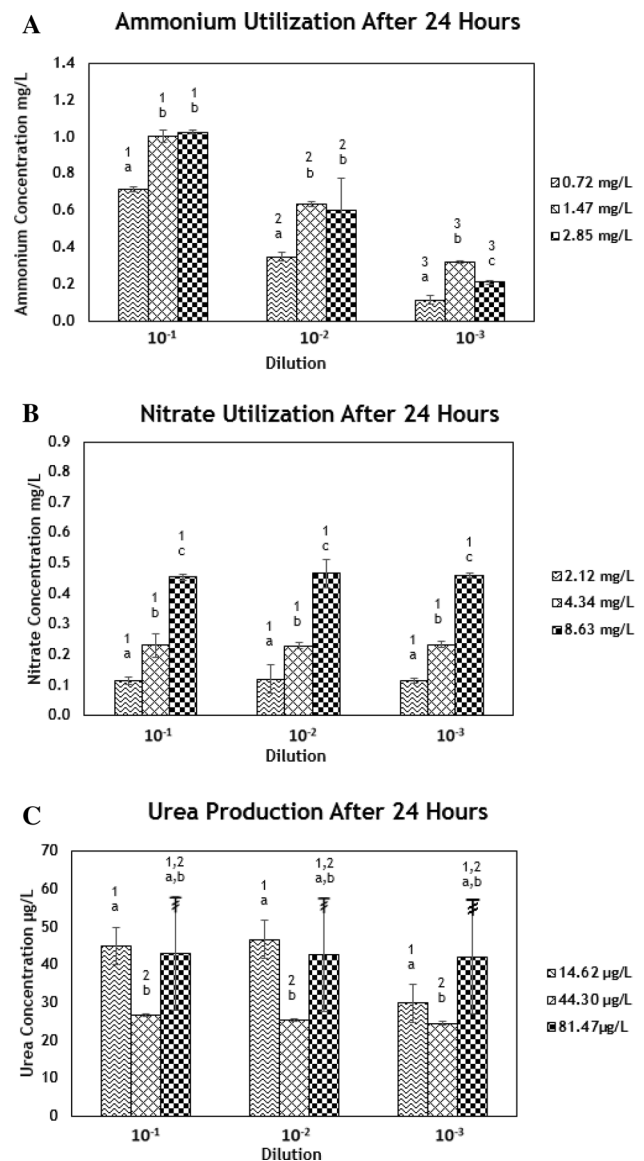 A
Ammonium Utilization After 24 Hours
Ammonium Concentration mg/L
1.4
1.2
1.0
0.8
0.6
0.4
0.2
0.0
1
a
1
b
1
b
2
a
2
b
2
b
3
a
3
b
3
c
10⁻¹
10⁻²
10⁻³
Dilution
0.72 mg/L
1.47 mg/L
2.85 mg/L
B
Nitrate Utilization After 24 Hours
Nitrate Concentration mg/L
0.9
0.8
0.7
0.6
0.5
0.4
0.3
0.2
0.1
0.0
1
a
1
b
1
c
1
a
1
b
1
c
1
a
1
b
1
c
10⁻¹
10⁻²
10⁻³
Dilution
2.12 mg/L
4.34 mg/L
8.63 mg/L
C
Urea Production After 24 Hours
Urea Concentration µg/L
70
60
50
40
30
20
10
0
1
a
2
b
1,2
a,b
1
a
2
b
1,2
a,b
1
a
2
b
1,2
a,b
10⁻¹
10⁻²
10⁻³
Dilution
14.62 µg/L
44.30 µg/L
81.47µg/L